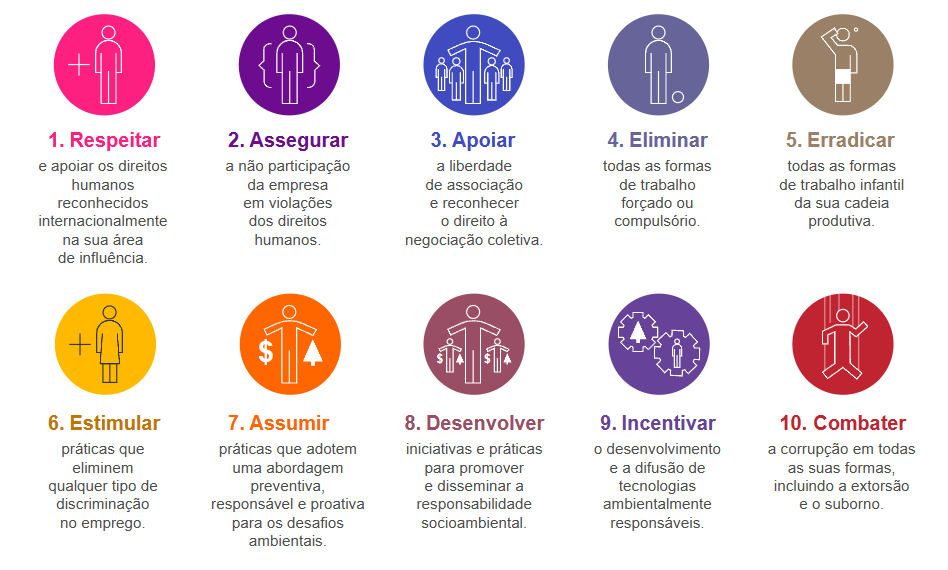 1. Respeitar
e apoiar os direitos
humanos
reconhecidos
internacionalmente
na sua área
de influência.
2. Assegurar
a não participação
da empresa
em violações
dos direitos
humanos.
3. Apoiar
a liberdade
de associação
e reconhecer
o direito à
negociação coletiva.
4. Eliminar
todas as formas
de trabalho
forçado ou
compulsório.
5. Erradicar
todas as formas
de trabalho infantil
da sua cadeia
produtiva.
$
$
$
6. Estimular
práticas que
eliminem
qualquer tipo de
discriminação
no emprego.
7. Assumir
práticas que adotem
uma abordagem
preventiva,
responsável e proativa
para os desafios
ambientais.
8. Desenvolver
iniciativas e práticas
para promover
e disseminar a
responsabilidade
socioambiental.
9. Incentivar
o desenvolvimento
e a difusão de
tecnologias
ambientalmente
responsáveis.
10. Combater
a corrupção em todas
as suas formas,
incluindo a extorsão
e o suborno.